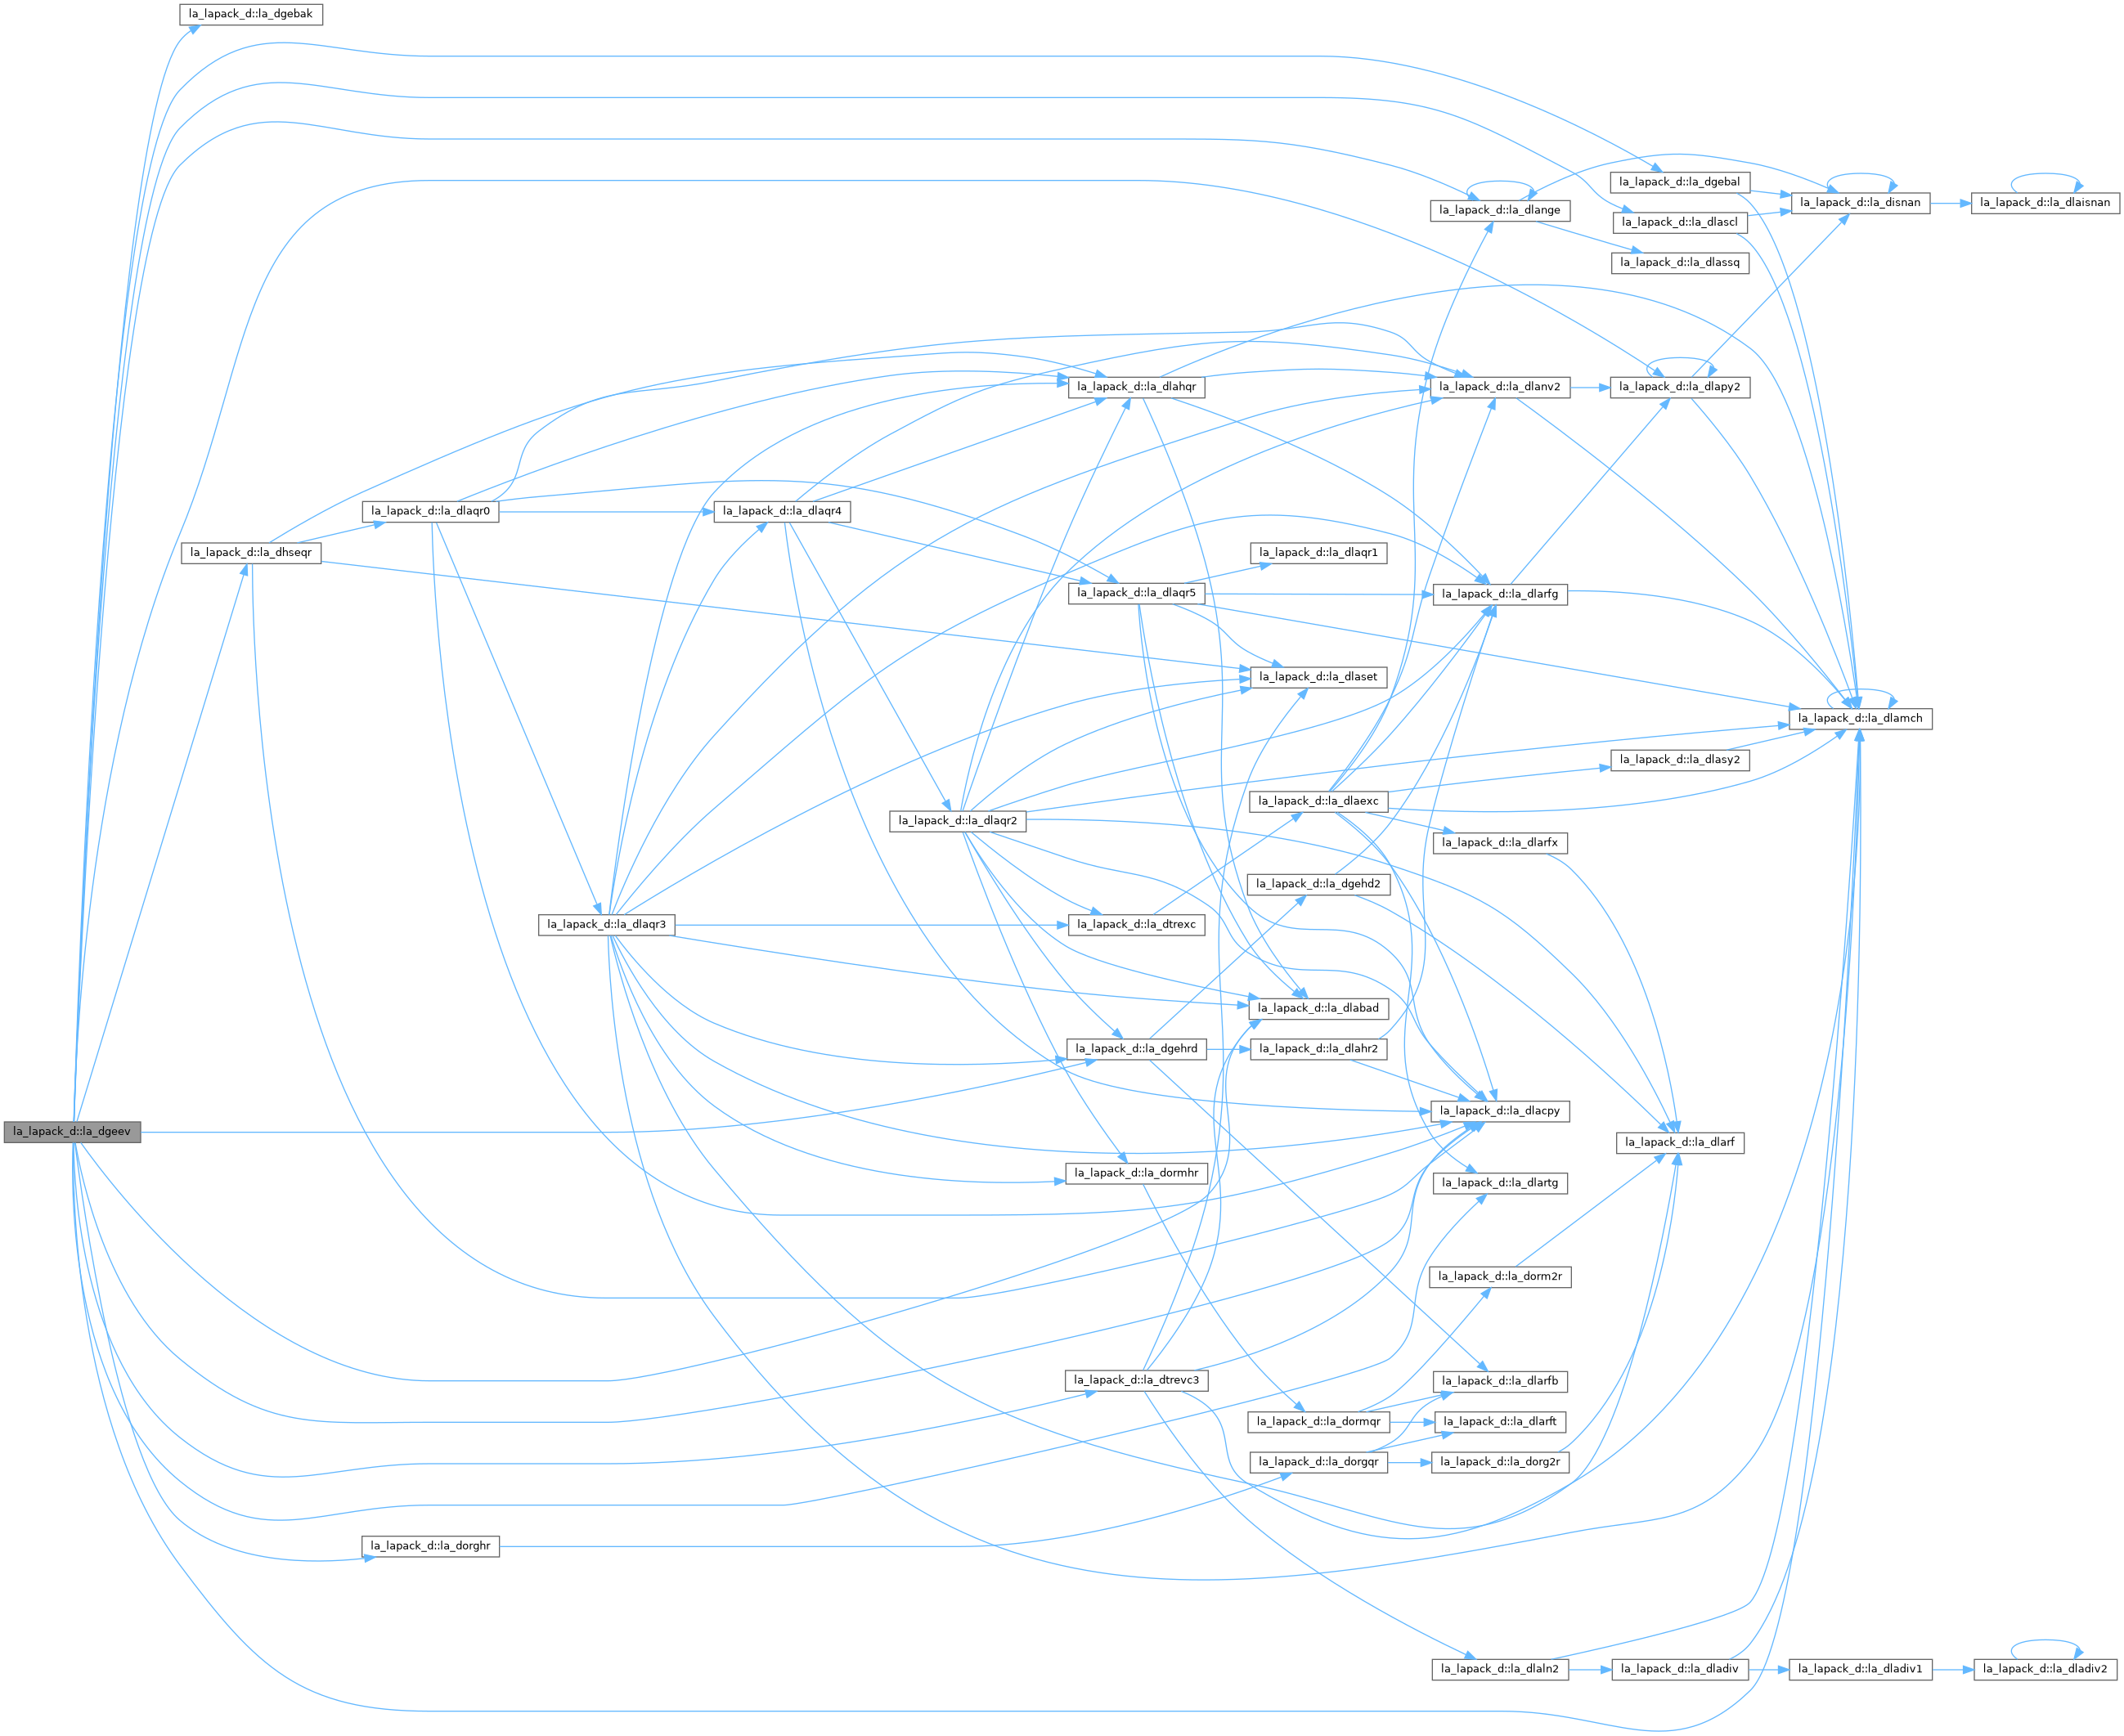 la_lapack_d::la_dgebak
la_lapack_d::la_dgebal
la_lapack_d::la_disnan
la_lapack_d::la_dlaisnan
la_lapack_d::la_dlange
la_lapack_d::la_dlascl
la_lapack_d::la_dlassq
la_lapack_d::la_dlahqr
la_lapack_d::la_dlanv2
la_lapack_d::la_dlapy2
la_lapack_d::la_dlaqr0
la_lapack_d::la_dlaqr4
la_lapack_d::la_dhseqr
la_lapack_d::la_dlaqr1
la_lapack_d::la_dlaqr5
la_lapack_d::la_dlarfg
la_lapack_d::la_dlaset
la_lapack_d::la_dlamch
la_lapack_d::la_dlasy2
la_lapack_d::la_dlaexc
la_lapack_d::la_dlaqr2
la_lapack_d::la_dlarfx
la_lapack_d::la_dgehd2
la_lapack_d::la_dlaqr3
la_lapack_d::la_dtrexc
la_lapack_d::la_dlabad
la_lapack_d::la_dgehrd
la_lapack_d::la_dlahr2
la_lapack_d::la_dlacpy
la_lapack_d::la_dgeev
la_lapack_d::la_dlarf
la_lapack_d::la_dormhr
la_lapack_d::la_dlartg
la_lapack_d::la_dorm2r
la_lapack_d::la_dtrevc3
la_lapack_d::la_dlarfb
la_lapack_d::la_dormqr
la_lapack_d::la_dlarft
la_lapack_d::la_dorgqr
la_lapack_d::la_dorg2r
la_lapack_d::la_dorghr
la_lapack_d::la_dlaln2
la_lapack_d::la_dladiv
la_lapack_d::la_dladiv1
la_lapack_d::la_dladiv2